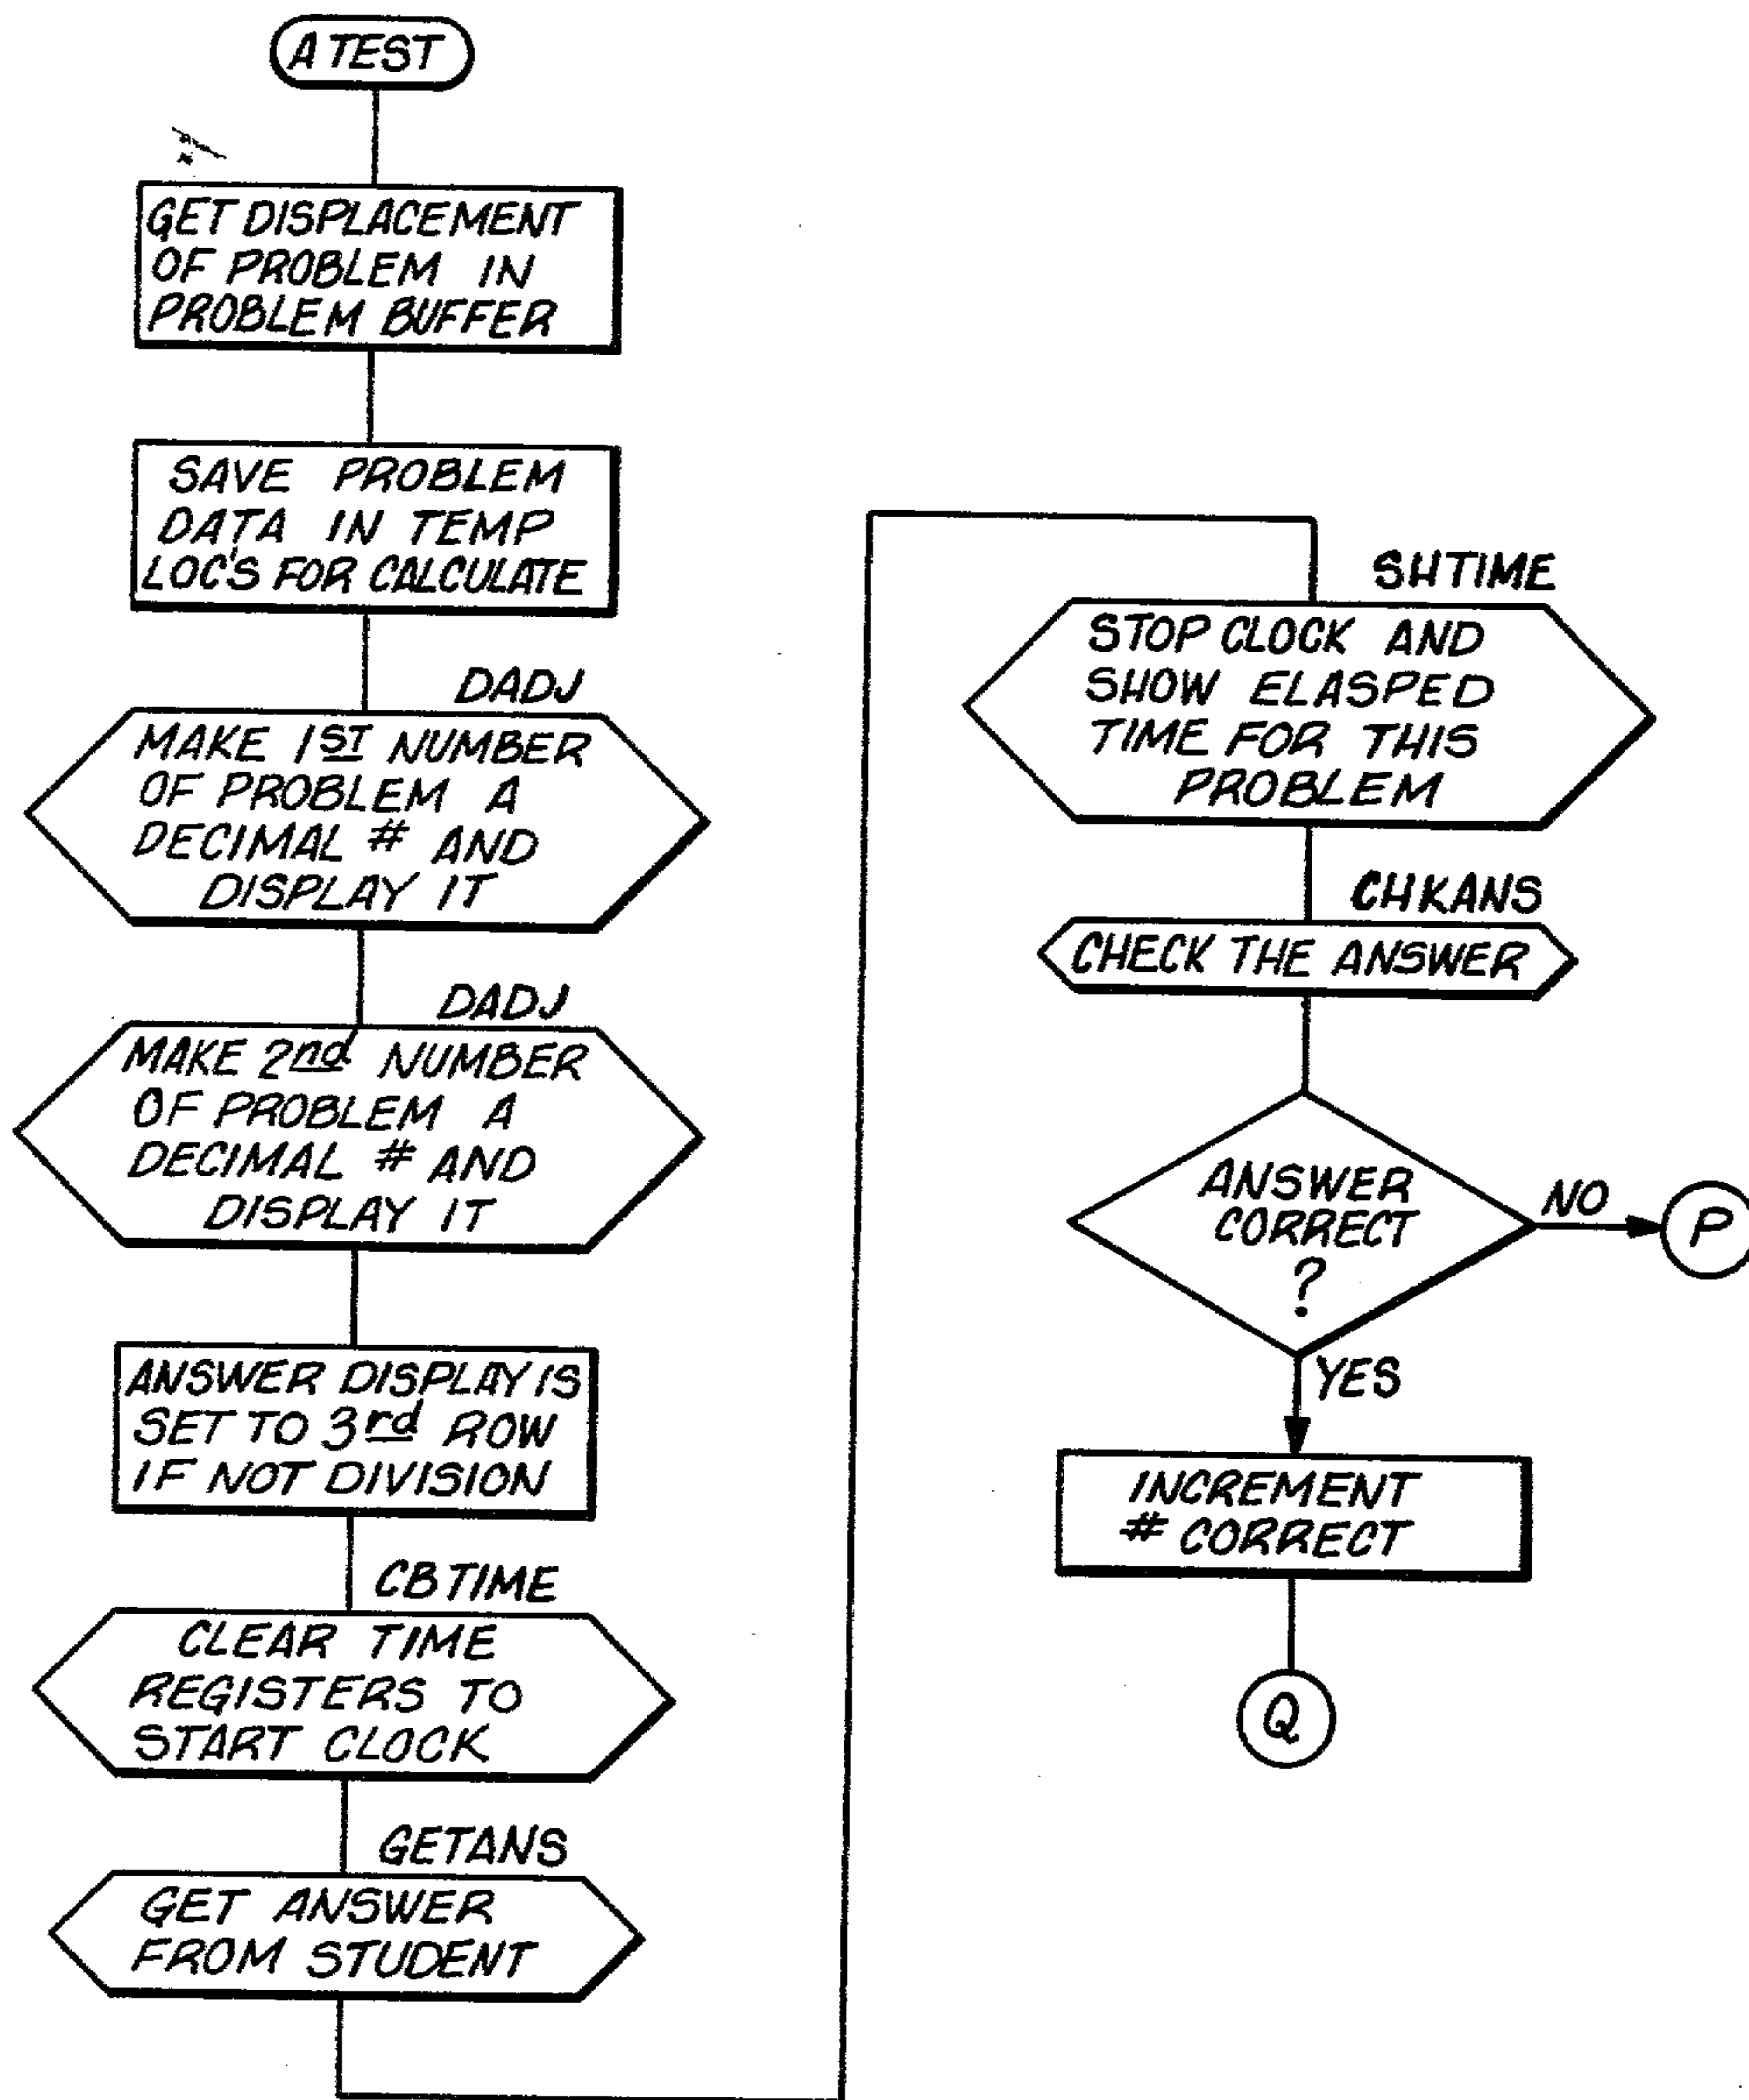 A TEST
GET DISPLACEMENT
OF PROBLEM IN
PROBLEM BUFFER
SAVE PROBLEM
DATA IN TEMP
LOC'S FOR CALCULATE
DADJ
MAKE 1ST NUMBER
OF PROBLEM A
DECIMAL # AND
DISPLAY IT
DADJ
MAKE 2nd NUMBER
OF PROBLEM A
DECIMAL # AND
DISPLAY IT
ANSWER DISPLAY IS
SET TO 3rd ROW
IF NOT DIVISION
CBTIME
CLEAR TIME
REGISTERS TO
START CLOCK
GETANS
GET ANSWER
FROM STUDENT
SHTIME
STOP CLOCK AND
SHOW ELASPED
TIME FOR THIS
PROBLEM
CHKANS
CHECK THE ANSWER
ANSWER
CORRECT
?
NO
P
YES
INCREMENT
# CORRECT
Q